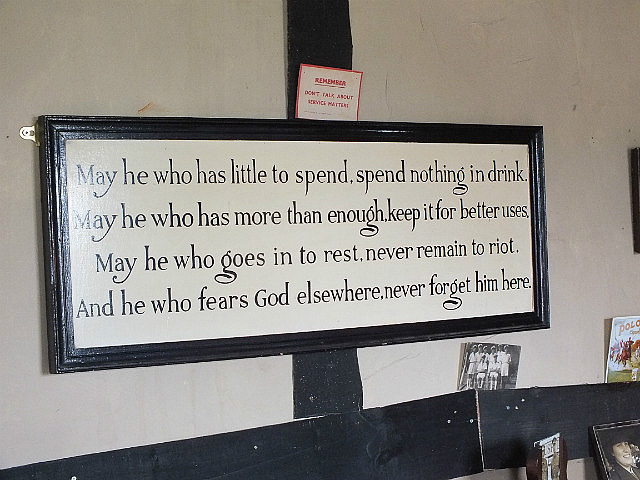 REMEMBER
DON'T TALK ABOUT
SERVICE MATTERS
May he who has little to spend, spend nothing in drink.
May he who has more than enough, keep it for better uses,
May he who goes in to rest, never remain to riot.
And he who fears God elsewhere, never forget him here.
POLO